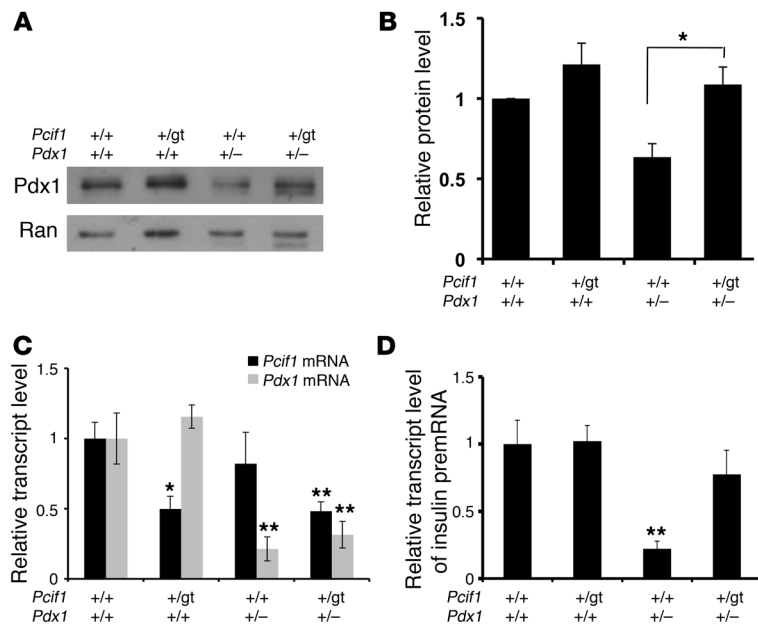 A
Pcif1 +/+ +/gt +/+ +/gt
Pdx1 +/+ +/+ +/– +/–
Pdx1
Ran
B
Relative protein level
1.5
1
0.5
0
*
Pcif1 +/+ +/gt +/+ +/gt
Pdx1 +/+ +/+ +/– +/–
C
Relative transcript level
1.5
1
0.5
0
Pcif1 mRNA
Pdx1 mRNA
* ** ** **
Pcif1 +/+ +/gt +/+ +/gt
Pdx1 +/+ +/+ +/– +/–
D
Relative transcript level
of insulin premRNA
1.5
1
0.5
0
**
Pcif1 +/+ +/gt +/+ +/gt
Pdx1 +/+ +/+ +/– +/–